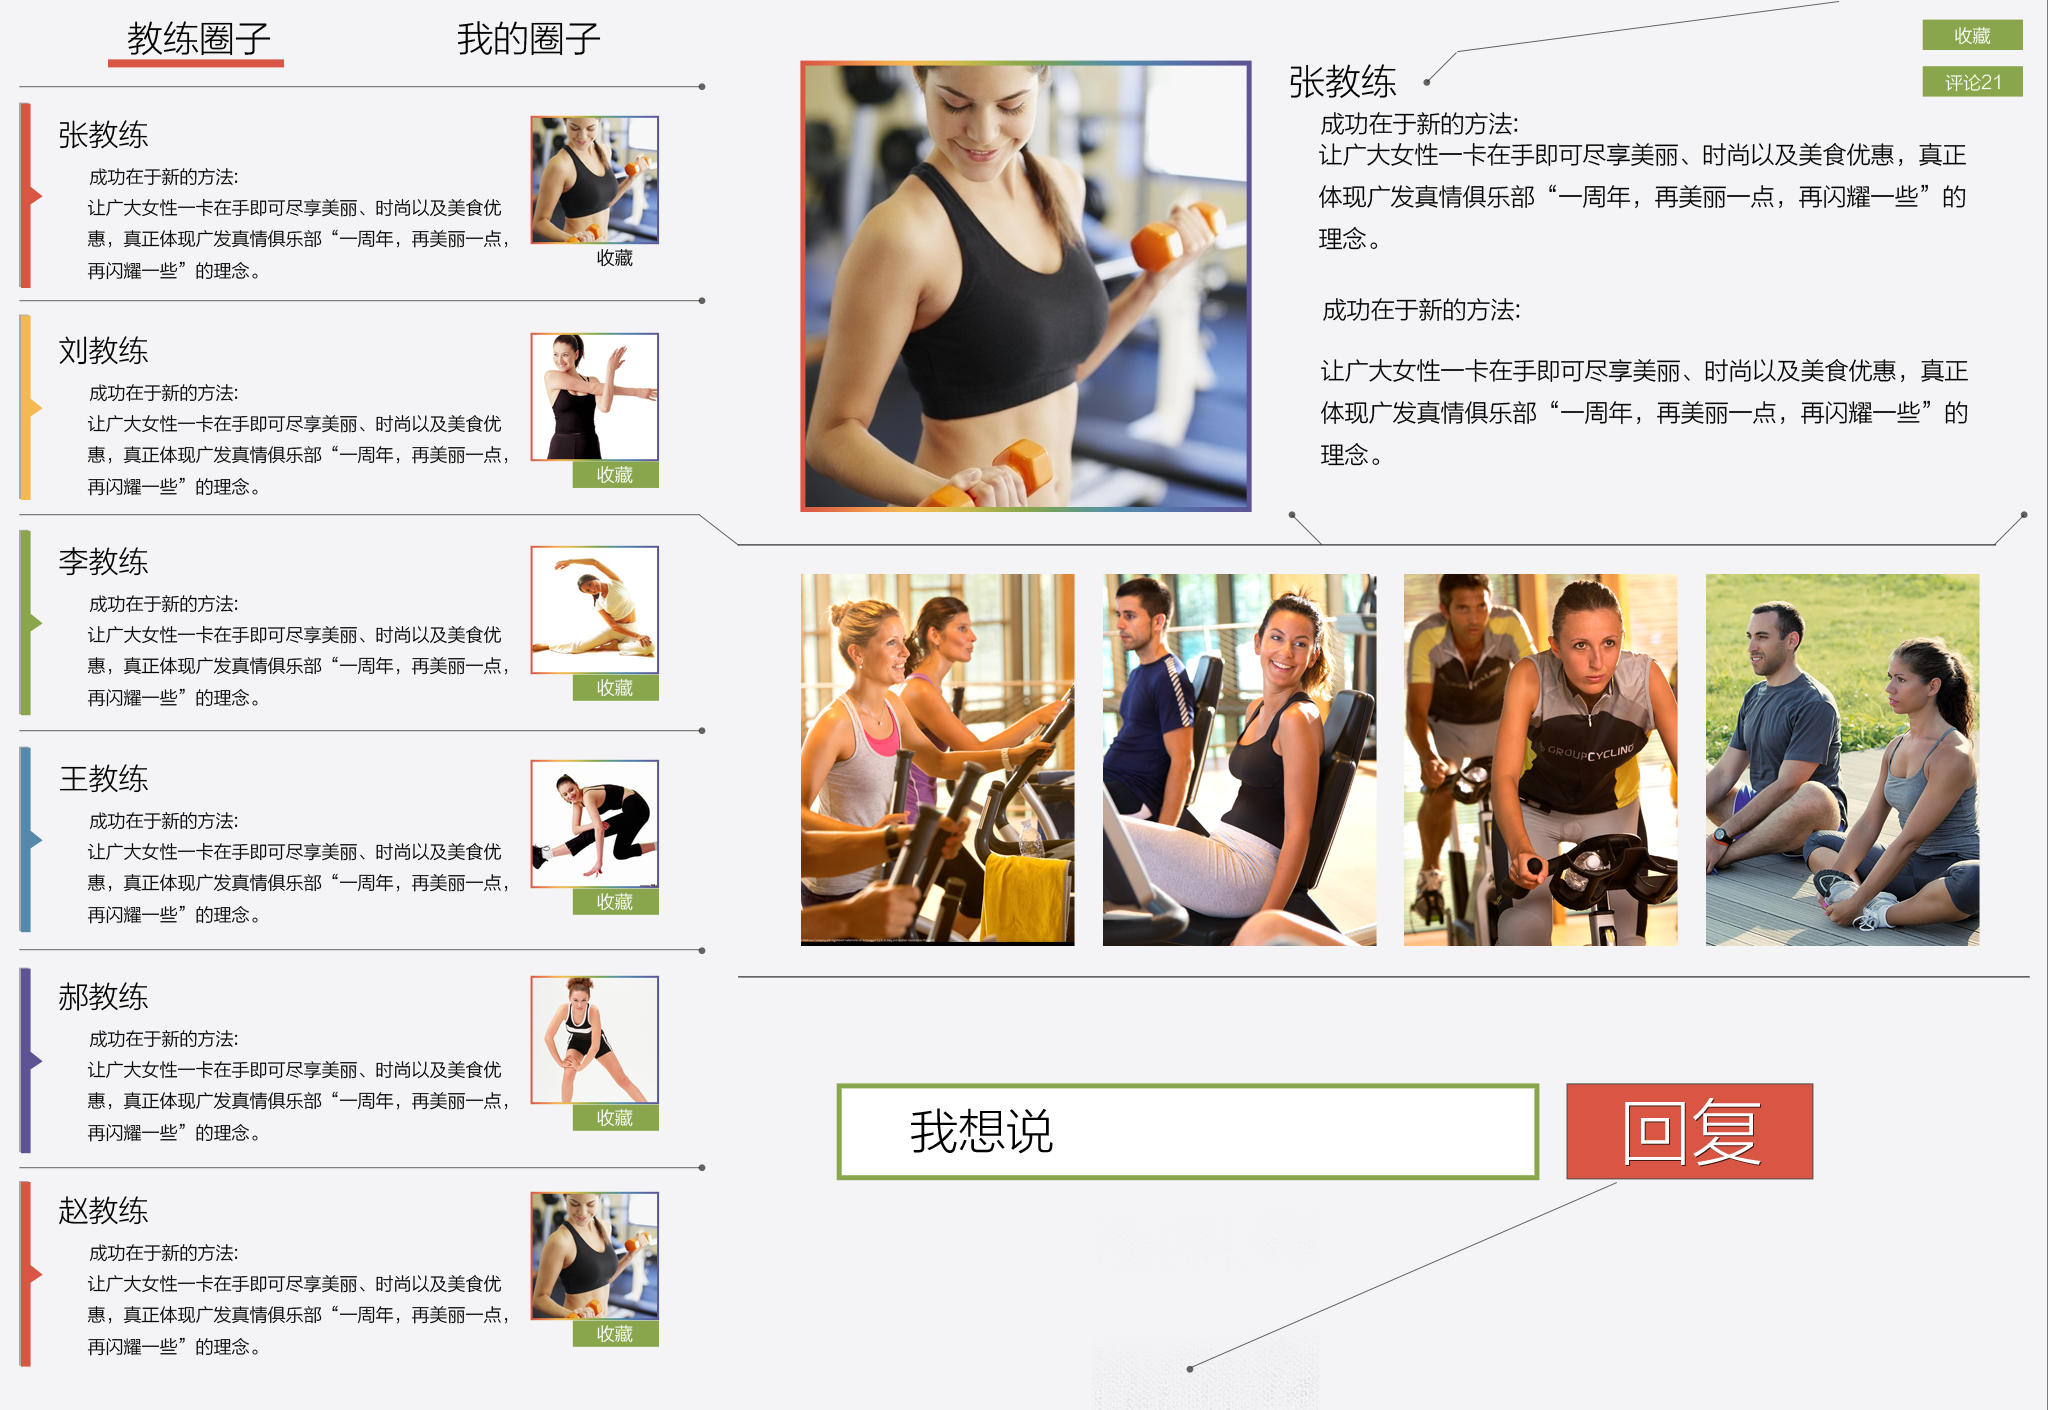 教练圈子
我的圈子
张教练
成功在于新的方法:
让广大女性一卡在手即可尽享美丽、时尚以及美食优
惠，真正体现广发真情俱乐部“一周年，再美丽一点，
再闪耀一些”的理念。
收藏
刘教练
成功在于新的方法:
让广大女性一卡在手即可尽享美丽、时尚以及美食优
惠，真正体现广发真情俱乐部“一周年，再美丽一点，
再闪耀一些”的理念。
收藏
李教练
成功在于新的方法:
让广大女性一卡在手即可尽享美丽、时尚以及美食优
惠，真正体现广发真情俱乐部“一周年，再美丽一点，
再闪耀一些”的理念。
收藏
王教练
成功在于新的方法:
让广大女性一卡在手即可尽享美丽、时尚以及美食优
惠，真正体现广发真情俱乐部“一周年，再美丽一点，
再闪耀一些”的理念。
收藏
郝教练
成功在于新的方法:
让广大女性一卡在手即可尽享美丽、时尚以及美食优
惠，真正体现广发真情俱乐部“一周年，再美丽一点，
再闪耀一些”的理念。
收藏
赵教练
成功在于新的方法:
让广大女性一卡在手即可尽享美丽、时尚以及美食优
惠，真正体现广发真情俱乐部“一周年，再美丽一点，
再闪耀一些”的理念。
收藏
收藏
评论21
张教练
成功在于新的方法:
让广大女性一卡在手即可尽享美丽、时尚以及美食优惠，真正
体现广发真情俱乐部“一周年，再美丽一点，再闪耀一些”的
理念。
成功在于新的方法:
让广大女性一卡在手即可尽享美丽、时尚以及美食优惠，真正
体现广发真情俱乐部“一周年，再美丽一点，再闪耀一些”的
理念。
GROUPCYCLING
我想说
回复